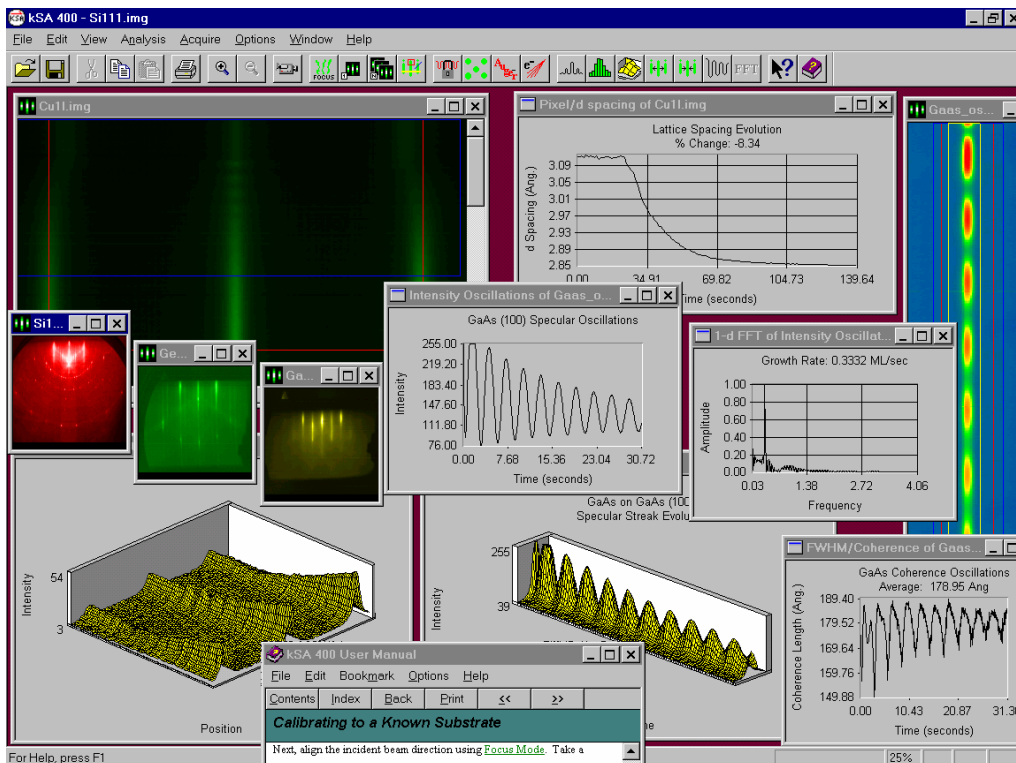 kSA 400 - Si111.img
File Edit View Analysis Acquire Options Window Help
FOCUS
FFT
Cu1I.img
Pixel/d spacing of Cu1I.img
Lattice Spacing Evolution
% Change: -8.34
d Spacing (Ang.)
3.09
3.05
3.01
2.97
2.93
2.89
2.85
0.00 34.91 69.82 104.73 139.64
Time (seconds)
Gaas_os...
Intensity Oscillations of Gaas_o...
GaAs (100) Specular Oscillations
Intensity
255.00
219.20
183.40
147.60
111.80
76.00
0.00 7.68 15.36 23.04 30.72
Time (seconds)
1-d FFT of Intensity Oscillat...
Growth Rate: 0.3332 ML/sec
Amplitude
1.00
0.80
0.60
0.40
0.20
0.00
0.03 1.38 2.72 4.06
Frequency
Si1...
Ge...
Ga...
Intensity
54
3
Position
GaAs on GaAs (100
Specular Streak Evolu
255
39
Intensity
FWHM/Coherence of Gaas...
GaAs Coherence Oscillations
Average: 178.95 Ang
Coherence Length (Ang.)
189.40
179.52
169.64
159.76
149.88
0.00 10.43 20.87 31.30
Time (seconds)
kSA 400 User Manual
File Edit Bookmark Options Help
Contents Index Back Print << >>
Calibrating to a Known Substrate
Next, align the incident beam direction using Focus Mode. Take a
For Help, press F1
25%